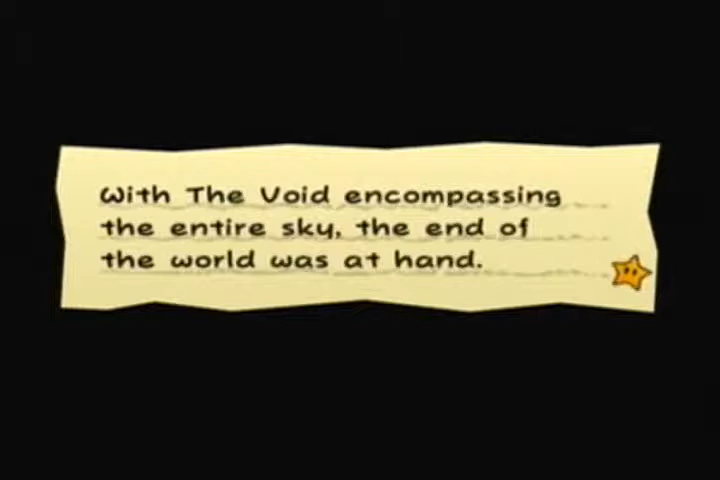 With The Void encompassing
the entire sky, the end of
the world was at hand.